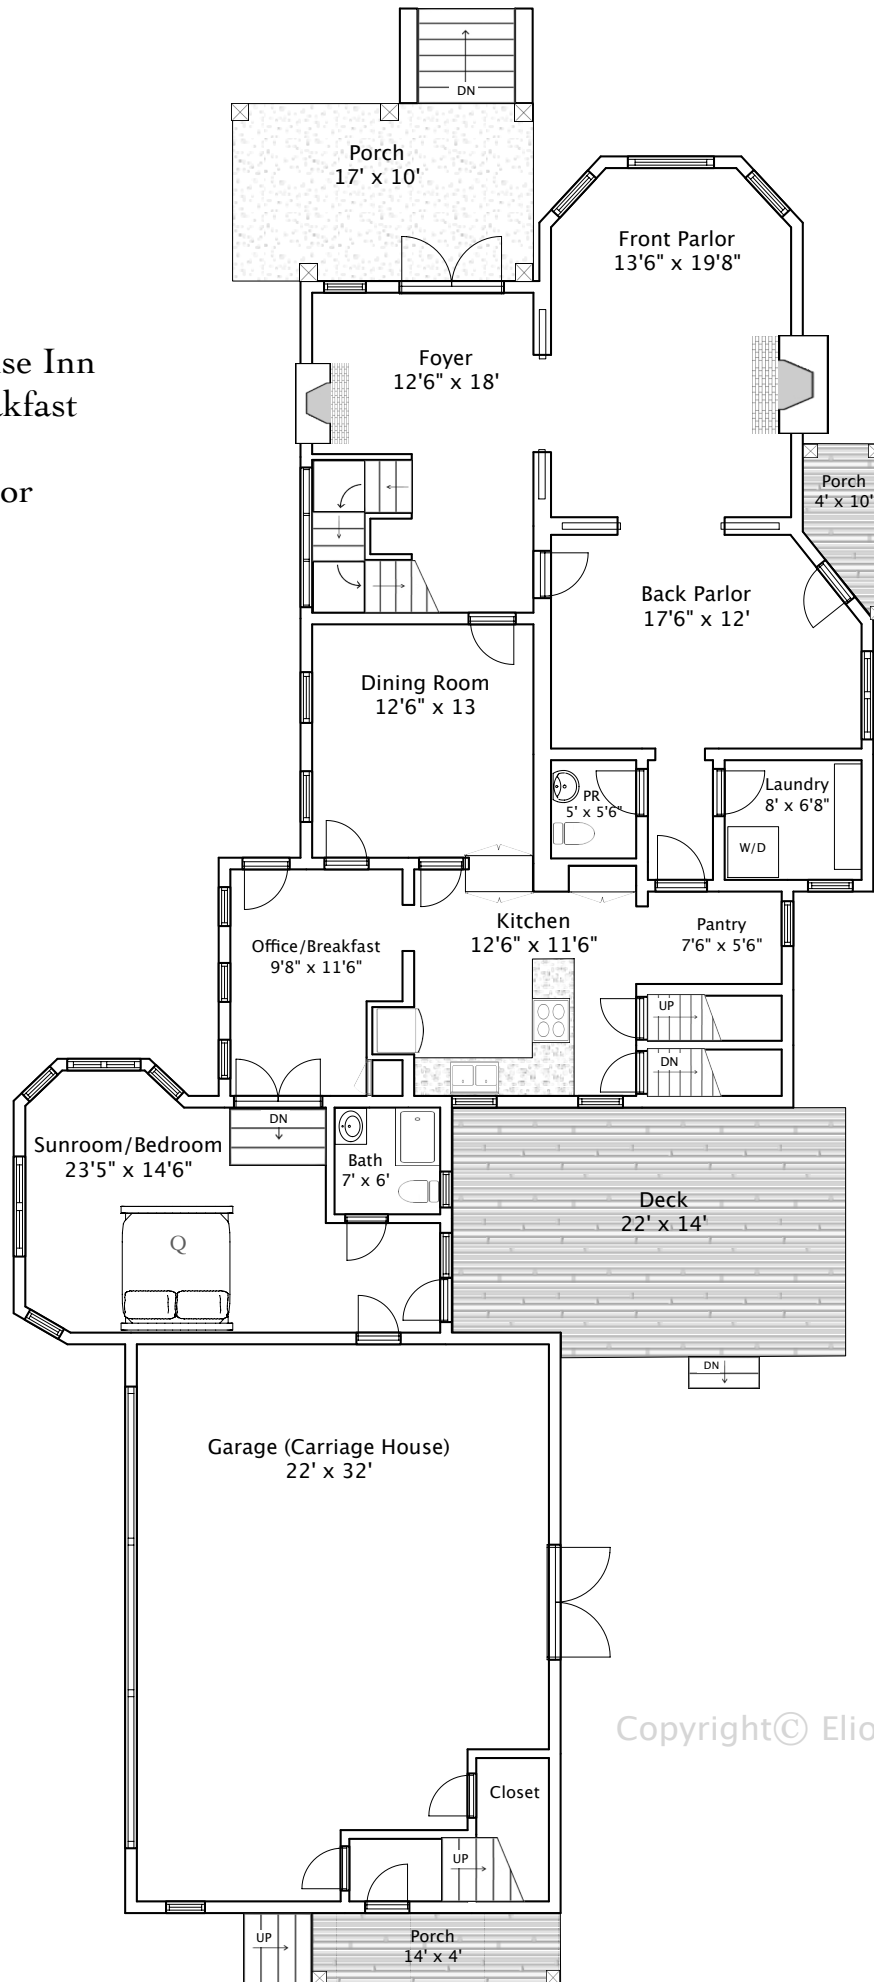 DN
Porch
17' x 10'
Front Parlor
13'6" x 19'8"
Inn
Foyer
12'6" x 18'
Porch
4' x 10'
Back Parlor
17'6" x 12'
Dining Room
12'6" x 13
PR
5' x 5'6"
Laundry
8' x 6'8"
W/D
Kitchen
12'6" x 11'6"
Pantry
7'6" x 5'6"
Office/Breakfast
9'8" x 11'6"
UP
DN
DN
Sunroom/Bedroom
23'5" x 14'6"
Bath
7' x 6'
Deck
22' x 14'
Q
DN
Garage (Carriage House)
22' x 32'
Copyright©
Closet
UP
UP
Porch
14' x 4'